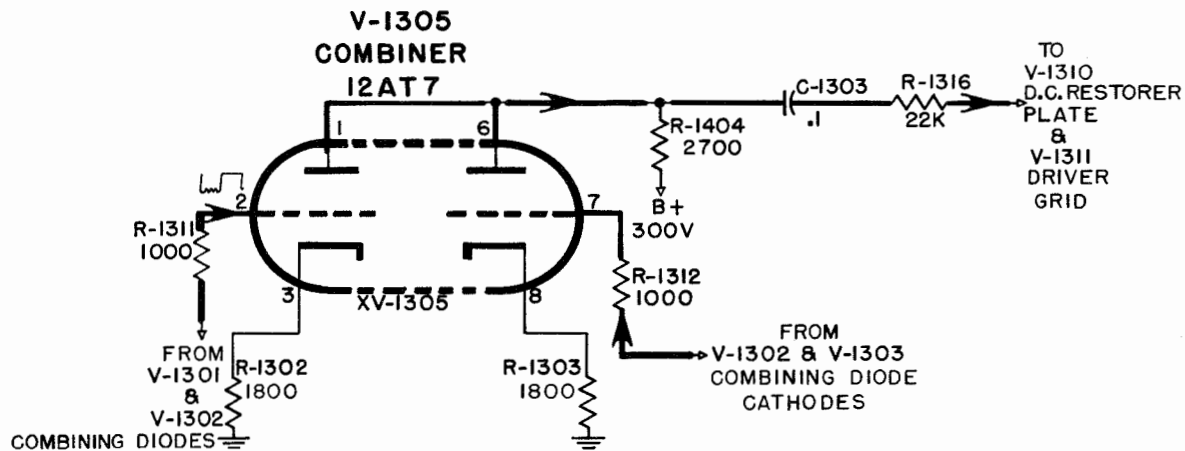 V-1305
COMBINER
12AT7
1
6
2
7
3
8
XV-1305
R-1311
1000
FROM
V-1301
&
V-1302
COMBINING DIODES
R-1302
1800
R-1303
1800
R-1312
1000
FROM
V-1302 & V-1303
COMBINING DIODE
CATHODES
R-1404
2700
B+
300V
C-1303
.1
R-1316
22K
TO
V-1310
D.C. RESTORER
PLATE
&
V-1311
DRIVER
GRID